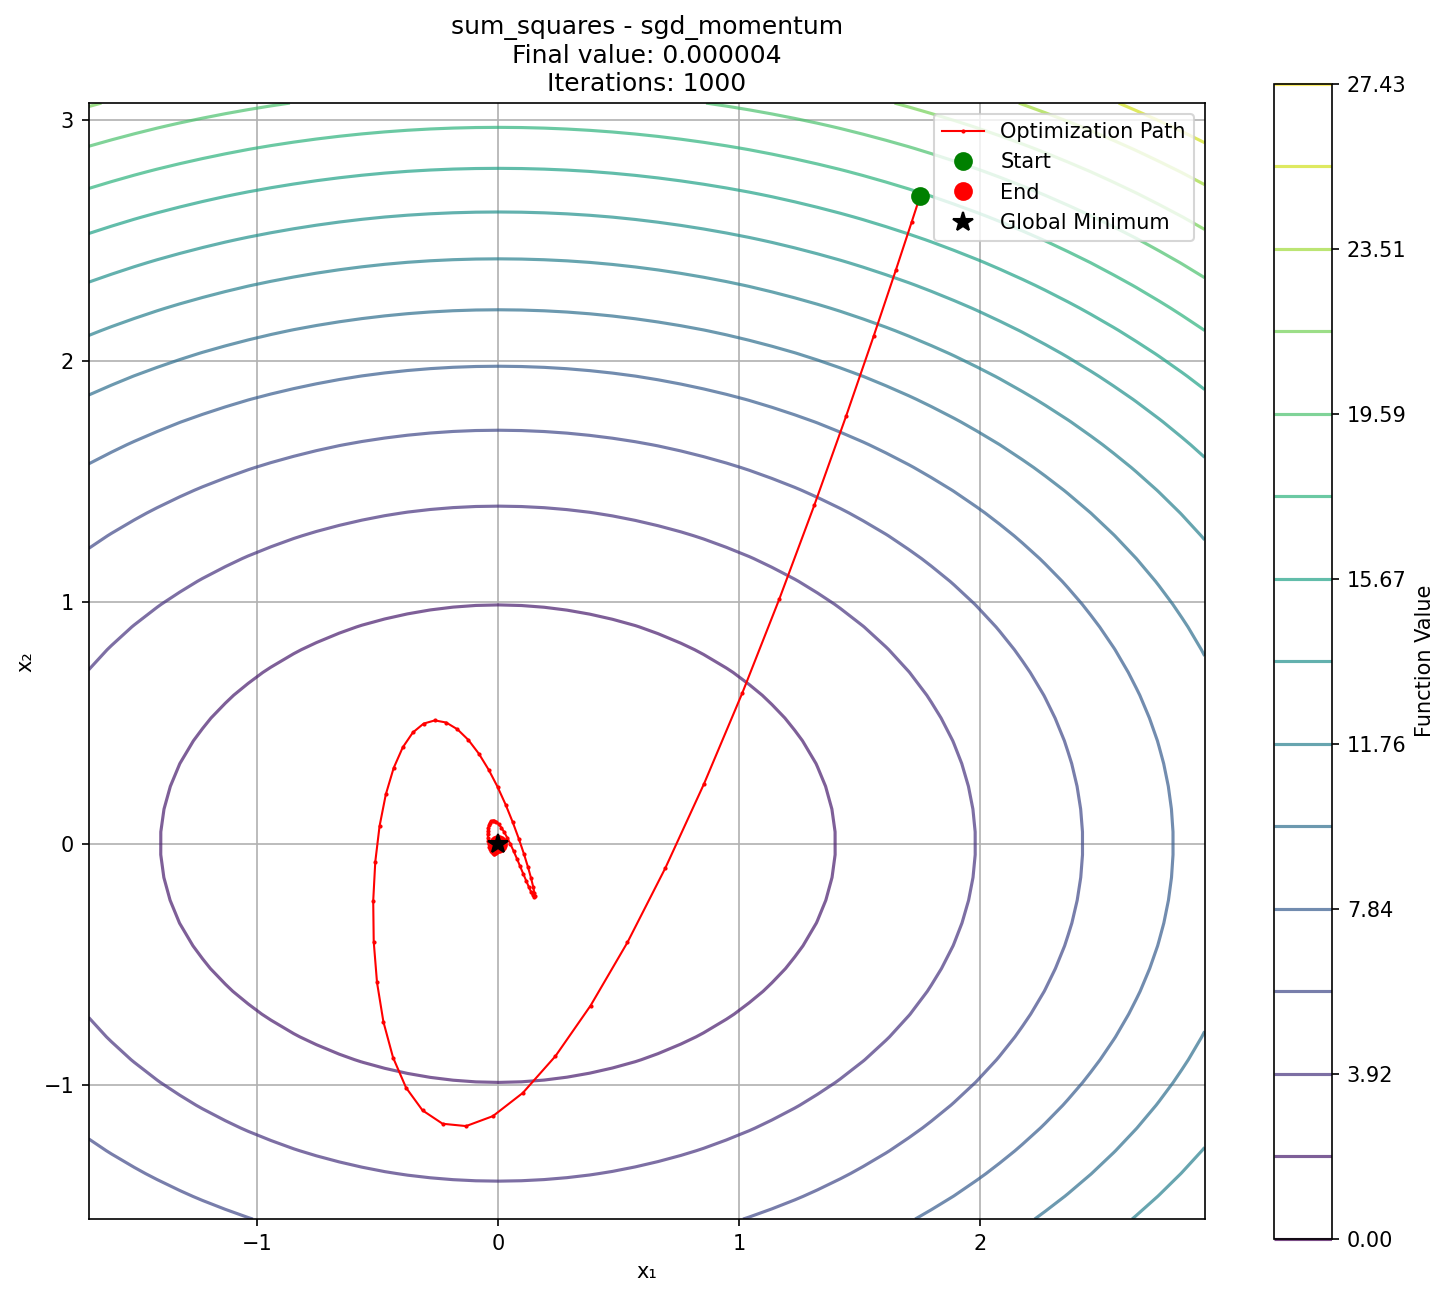 sum_squares - sgd_momentum
Final value: 0.000004
Iterations: 1000
Optimization Path
Start
End
Global Minimum
3
2
1
0
−1
x₂
−1
0
1
2
x₁
27.43
23.51
19.59
15.67
11.76
7.84
3.92
0.00
Function Value